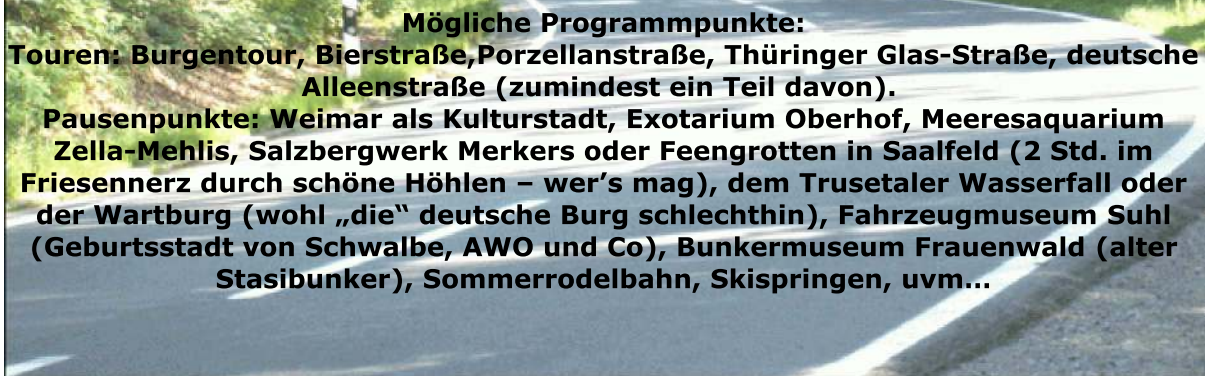 Mögliche Programmpunkte:
Touren: Burgentour, Bierstraße,Porzellanstraße, Thüringer Glas-Straße, deutsche
Alleenstraße (zumindest ein Teil davon).
Pausenpunkte: Weimar als Kulturstadt, Exotarium Oberhof, Meeresaquarium
Zella-Mehlis, Salzbergwerk Merkers oder Feengrotten in Saalfeld (2 Std. im
Friesennerz durch schöne Höhlen – wer’s mag), dem Trusetaler Wasserfall oder
der Wartburg (wohl „die“ deutsche Burg schlechthin), Fahrzeugmuseum Suhl
(Geburtsstadt von Schwalbe, AWO und Co), Bunkermuseum Frauenwald (alter
Stasibunker), Sommerrodelbahn, Skispringen, uvm…